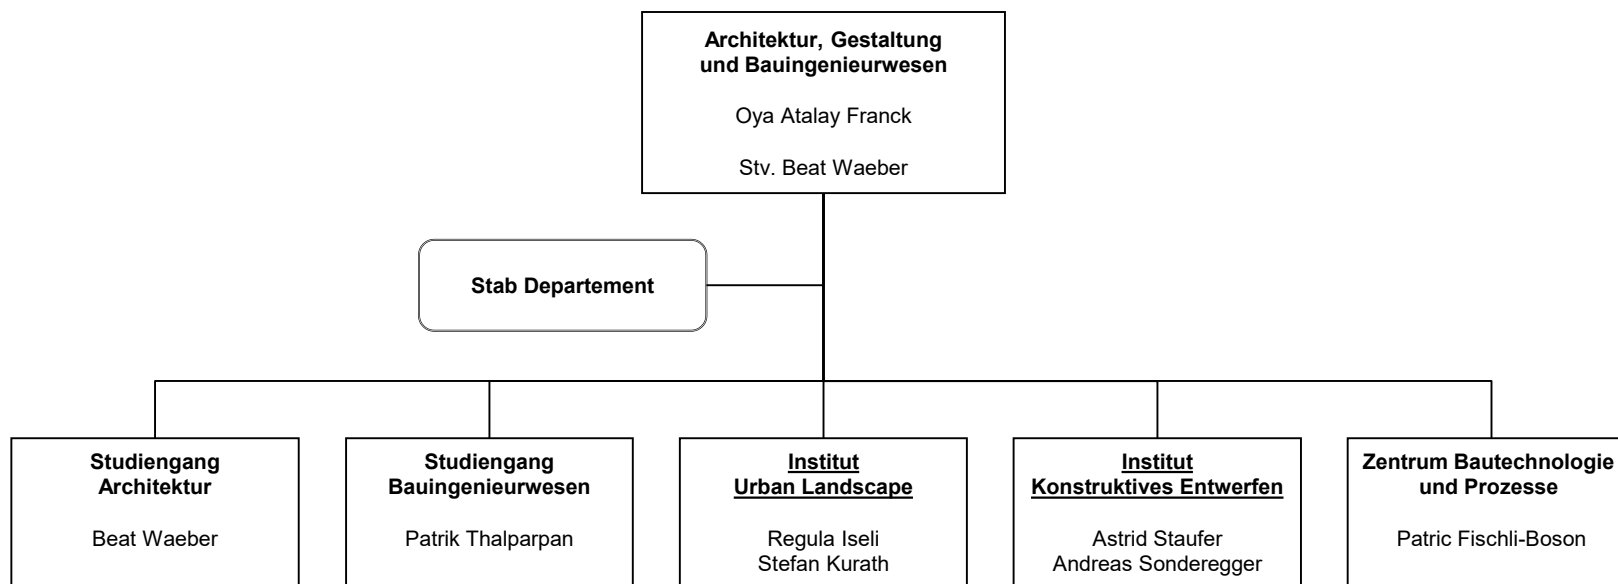 Architektur, Gestaltung
und Bauingenieurwesen
Oya Atalay Franck
Stv. Beat Waeber
Stab Departement
Studiengang
Architektur
Beat Waeber
Studiengang
Bauingenieurwesen
Patrik Thalparpan
Institut
Urban Landscape
Regula Iseli
Stefan Kurath
Institut
Konstruktives Entwerfen
Astrid Staufer
Andreas Sonderegger
Zentrum Bautechnologie
und Prozesse
Patric Fischli-Boson